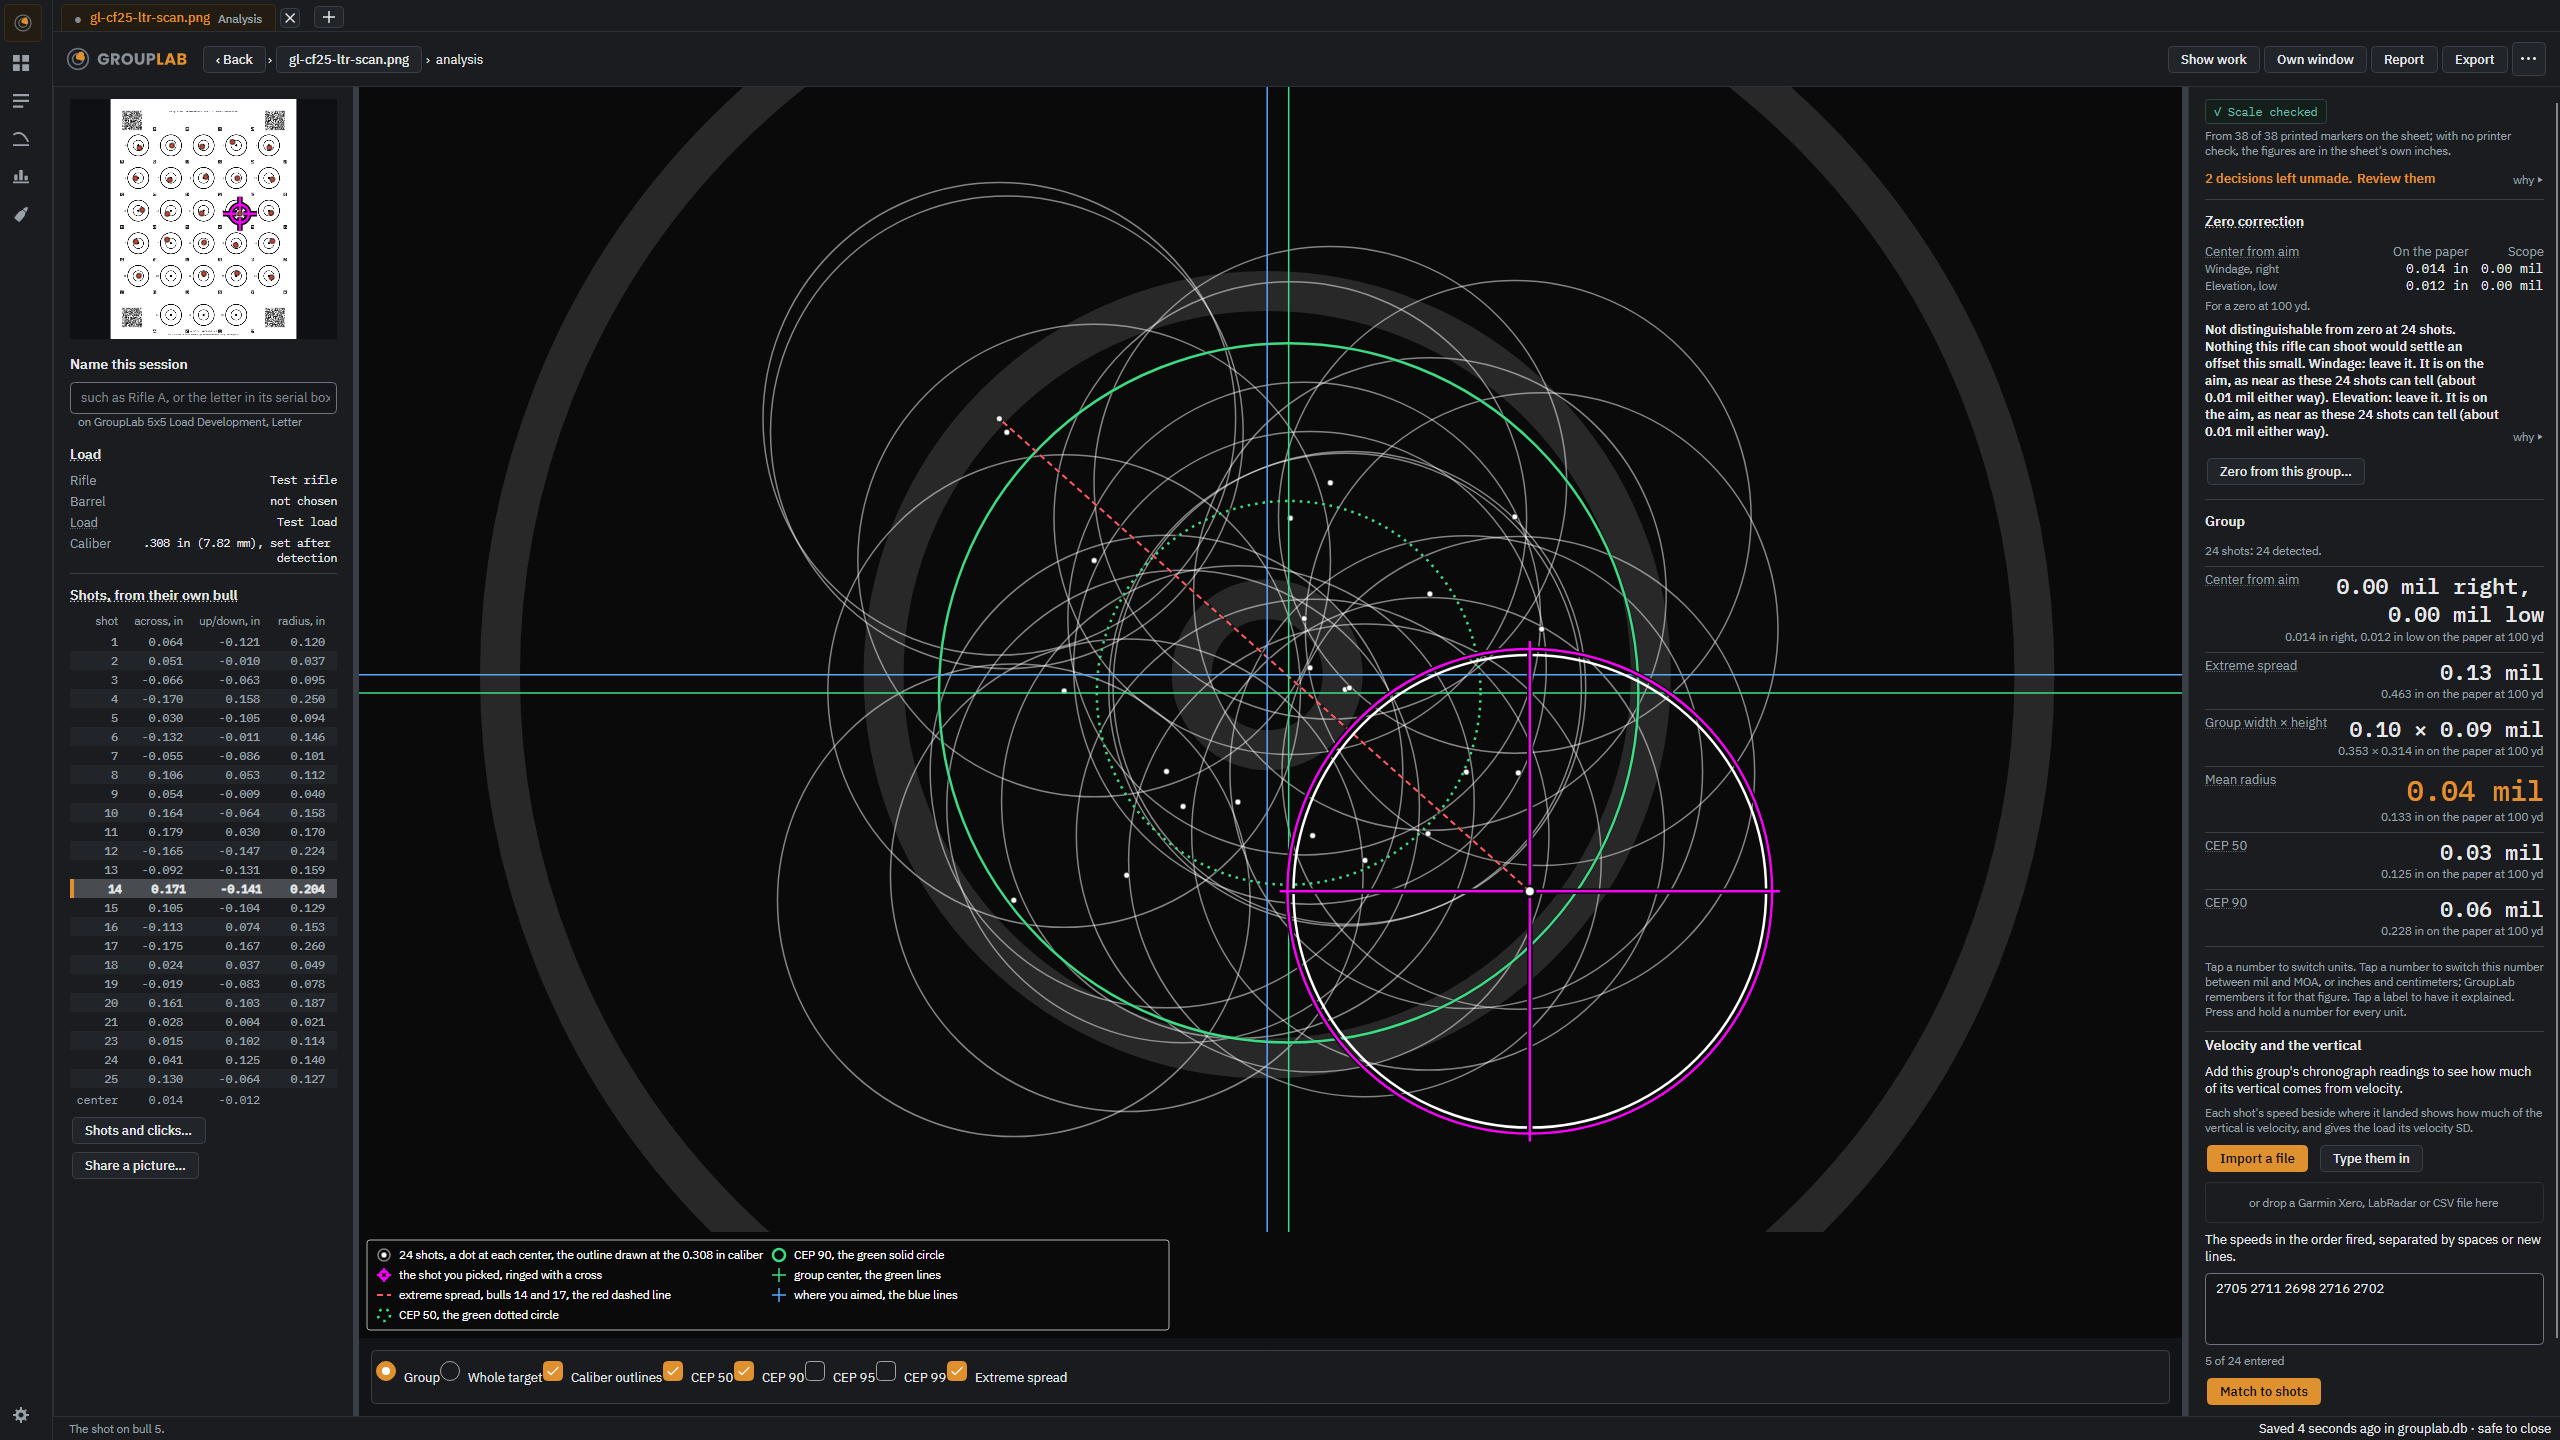 gl-cf25-ltr-scan.png Analysis
GROUPLAB
‹ Back › gl-cf25-ltr-scan.png › analysis
Show work
Own window
Report
Export
Name this session
such as Rifle A, or the letter in its serial box
on GroupLab 5x5 Load Development, Letter
Load
Rifle Test rifle
Barrel not chosen
Load Test load
Caliber .308 in (7.82 mm), set after
detection
Shots, from their own bull
shot across, in up/down, in radius, in
1 0.064 -0.121 0.120
2 0.051 -0.010 0.037
3 -0.066 -0.063 0.095
4 -0.170 0.158 0.250
5 0.030 -0.105 0.094
6 -0.132 -0.011 0.146
7 -0.055 -0.086 0.101
8 0.106 0.053 0.112
9 0.054 -0.009 0.040
10 0.164 -0.064 0.158
11 0.179 0.030 0.170
12 -0.165 -0.147 0.224
13 -0.092 -0.131 0.159
14 0.171 -0.141 0.204
15 0.105 -0.104 0.129
16 -0.113 0.074 0.153
17 -0.175 0.167 0.260
18 0.024 0.037 0.049
19 -0.019 -0.083 0.078
20 0.161 0.103 0.187
21 0.028 0.004 0.021
23 0.015 0.102 0.114
24 0.041 0.125 0.140
25 0.130 -0.064 0.127
center 0.014 -0.012
Shots and clicks...
Share a picture...
24 shots, a dot at each center, the outline drawn at the 0.308 in caliber
the shot you picked, ringed with a cross
extreme spread, bulls 14 and 17, the red dashed line
CEP 50, the green dotted circle
CEP 90, the green solid circle
group center, the green lines
where you aimed, the blue lines
Group Whole target Caliber outlines CEP 50 CEP 90 CEP 95 CEP 99 Extreme spread
√ Scale checked
From 38 of 38 printed markers on the sheet; with no printer
check, the figures are in the sheet's own inches.
2 decisions left unmade. Review them why ▸
Zero correction
Center from aim On the paper Scope
Windage, right 0.014 in 0.00 mil
Elevation, low 0.012 in 0.00 mil
For a zero at 100 yd.
Not distinguishable from zero at 24 shots.
Nothing this rifle can shoot would settle an
offset this small. Windage: leave it. It is on the
aim, as near as these 24 shots can tell (about
0.01 mil either way). Elevation: leave it. It is on
the aim, as near as these 24 shots can tell (about
0.01 mil either way). why ▸
Zero from this group...
Group
24 shots: 24 detected.
Center from aim 0.00 mil right,
0.00 mil low
0.014 in right, 0.012 in low on the paper at 100 yd
Extreme spread 0.13 mil
0.463 in on the paper at 100 yd
Group width × height 0.10 × 0.09 mil
0.353 × 0.314 in on the paper at 100 yd
Mean radius 0.04 mil
0.133 in on the paper at 100 yd
CEP 50 0.03 mil
0.125 in on the paper at 100 yd
CEP 90 0.06 mil
0.228 in on the paper at 100 yd
Tap a number to switch units. Tap a number to switch this number
between mil and MOA, or inches and centimeters; GroupLab
remembers it for that figure. Tap a label to have it explained.
Press and hold a number for every unit.
Velocity and the vertical
Add this group's chronograph readings to see how much
of its vertical comes from velocity.
Each shot's speed beside where it landed shows how much of the
vertical is velocity, and gives the load its velocity SD.
Import a file
Type them in
or drop a Garmin Xero, LabRadar or CSV file here
The speeds in the order fired, separated by spaces or new
lines.
2705 2711 2698 2716 2702
5 of 24 entered
Match to shots
The shot on bull 5.
Saved 4 seconds ago in grouplab.db · safe to close